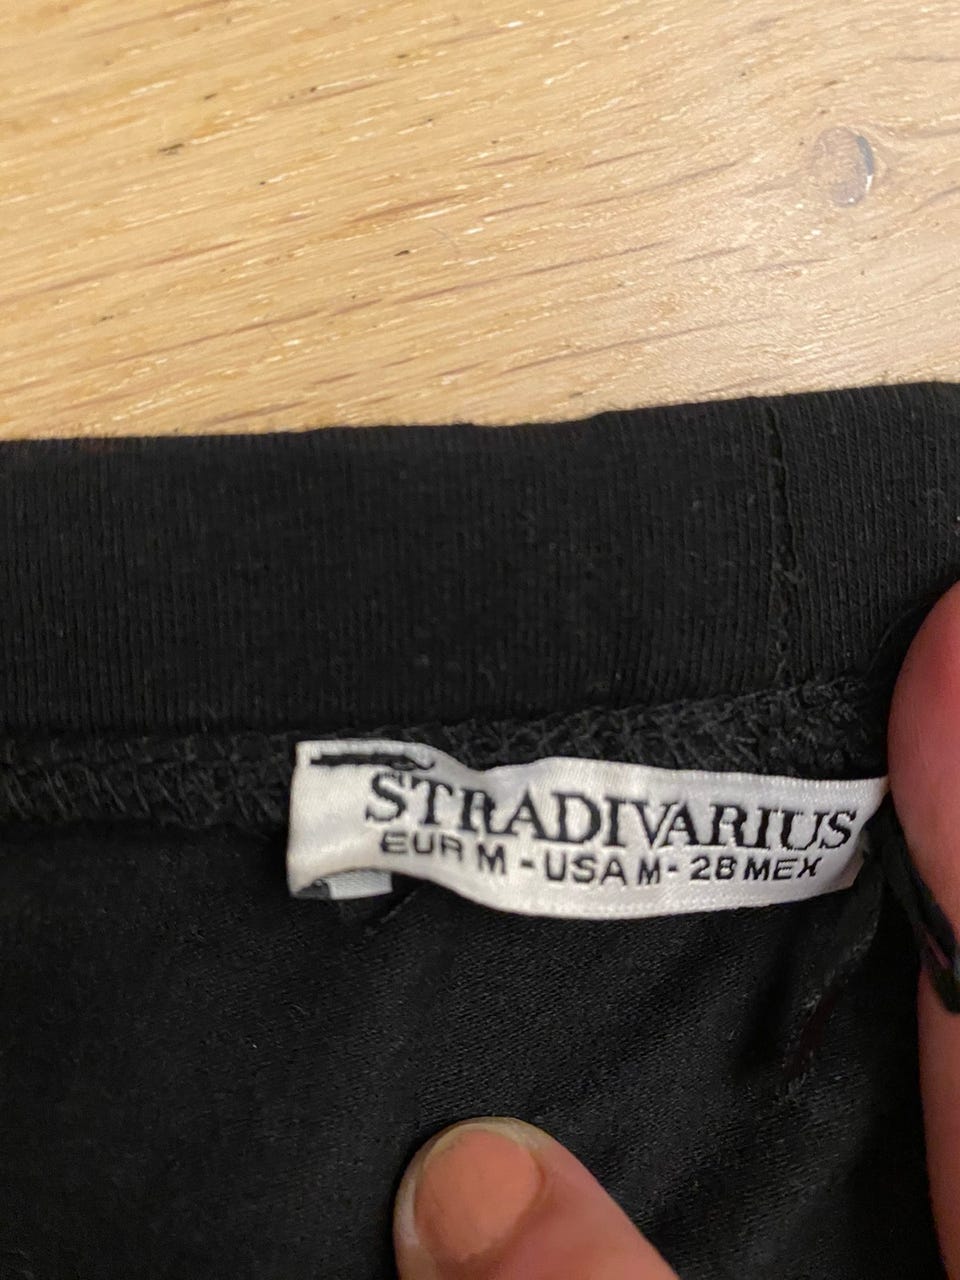 STRADIVARIUS
EUR M - USA M - 28 MEX